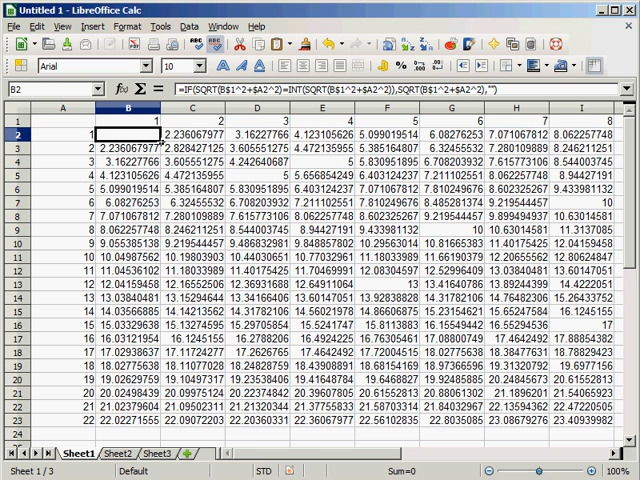 Untitled 1 - LibreOffice Calc
File Edit View Insert Format Tools Data Window Help
Arial 10
B2 =IF(SQRT(B$1^2+$A2^2)=INT(SQRT(B$1^2+$A2^2)),SQRT(B$1^2+$A2^2),"")
A B C D E F G H I
1 1 2 3 4 5 6 7 8
2 1 2.236067977 3.16227766 4.123105626 5.099019514 6.08276253 7.071067812 8.062257748
3 2 2.236067977 2.828427125 3.605551275 4.472135955 5.385164807 6.32455532 7.280109889 8.246211251
4 3 3.16227766 3.605551275 4.242640687 5 5.830951895 6.708203932 7.615773106 8.544003745
5 4 4.123105626 4.472135955 5 5.656854249 6.403124237 7.211102551 8.062257748 8.94427191
6 5 5.099019514 5.385164807 5.830951895 6.403124237 7.071067812 7.810249676 8.602325267 9.433981132
7 6 6.08276253 6.32455532 6.708203932 7.211102551 7.810249676 8.485281374 9.219544457 10
8 7 7.071067812 7.280109889 7.615773106 8.062257748 8.602325267 9.219544457 9.899494937 10.63014581
9 8 8.062257748 8.246211251 8.544003745 8.94427191 9.433981132 10 10.63014581 11.3137085
10 9 9.055385138 9.219544457 9.486832981 9.848857802 10.29563014 10.81665383 11.40175425 12.04159458
11 10 10.04987562 10.19803903 10.44030651 10.77032961 11.18033989 11.66190379 12.20655562 12.80624847
12 11 11.04536102 11.18033989 11.40175425 11.70469991 12.08304597 12.52996409 13.03840481 13.60147051
13 12 12.04159458 12.16552506 12.36931688 12.64911064 13 13.41640786 13.89244399 14.4222051
14 13 13.03840481 13.15294644 13.34166406 13.60147051 13.92838828 14.31782106 14.76482306 15.26433752
15 14 14.03566885 14.14213562 14.31782106 14.56021978 14.86606875 15.23154621 15.65247584 16.1245155
16 15 15.03329638 15.13274595 15.29705854 15.5241747 15.8113883 16.15549442 16.55294536 17
17 16 16.03121954 16.1245155 16.2788206 16.4924225 16.76305461 17.08800749 17.4642492 17.88854382
18 17 17.02938637 17.11724277 17.2626765 17.4642492 17.72004515 18.02775638 18.38477631 18.78829423
19 18 18.02775638 18.11077028 18.24828759 18.43908891 18.68154169 18.97366596 19.31320792 19.6977156
20 19 19.02629759 19.10497317 19.23538406 19.41648784 19.6468827 19.92485885 20.24845673 20.61552813
21 20 20.02498439 20.09975124 20.22374842 20.39607805 20.61552813 20.88061302 21.1896201 21.54065923
22 21 21.02379604 21.09502311 21.21320344 21.37755833 21.58703314 21.84032967 22.13594362 22.47220505
23 22 22.02271555 22.09072203 22.20360331 22.36067977 22.56102835 22.8035085 23.08679276 23.40939982
24
Sheet1 Sheet2 Sheet3
Sheet 1 / 3 Default STD Sum=0 100%